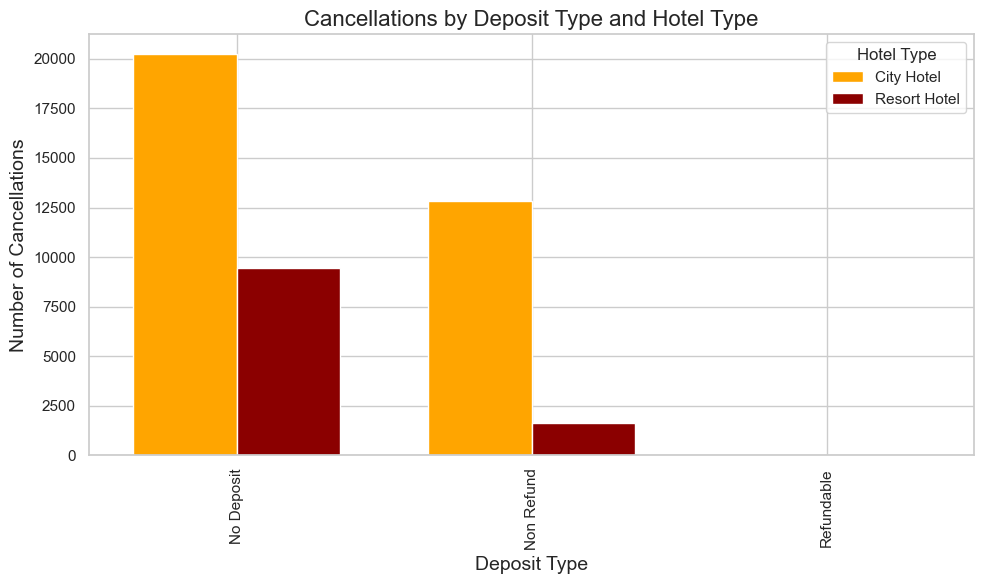 Cancellations by Deposit Type and Hotel Type
Hotel Type
City Hotel
Resort Hotel
Number of Cancellations
20000
17500
15000
12500
10000
7500
5000
2500
0
No Deposit
Non Refund
Refundable
Deposit Type